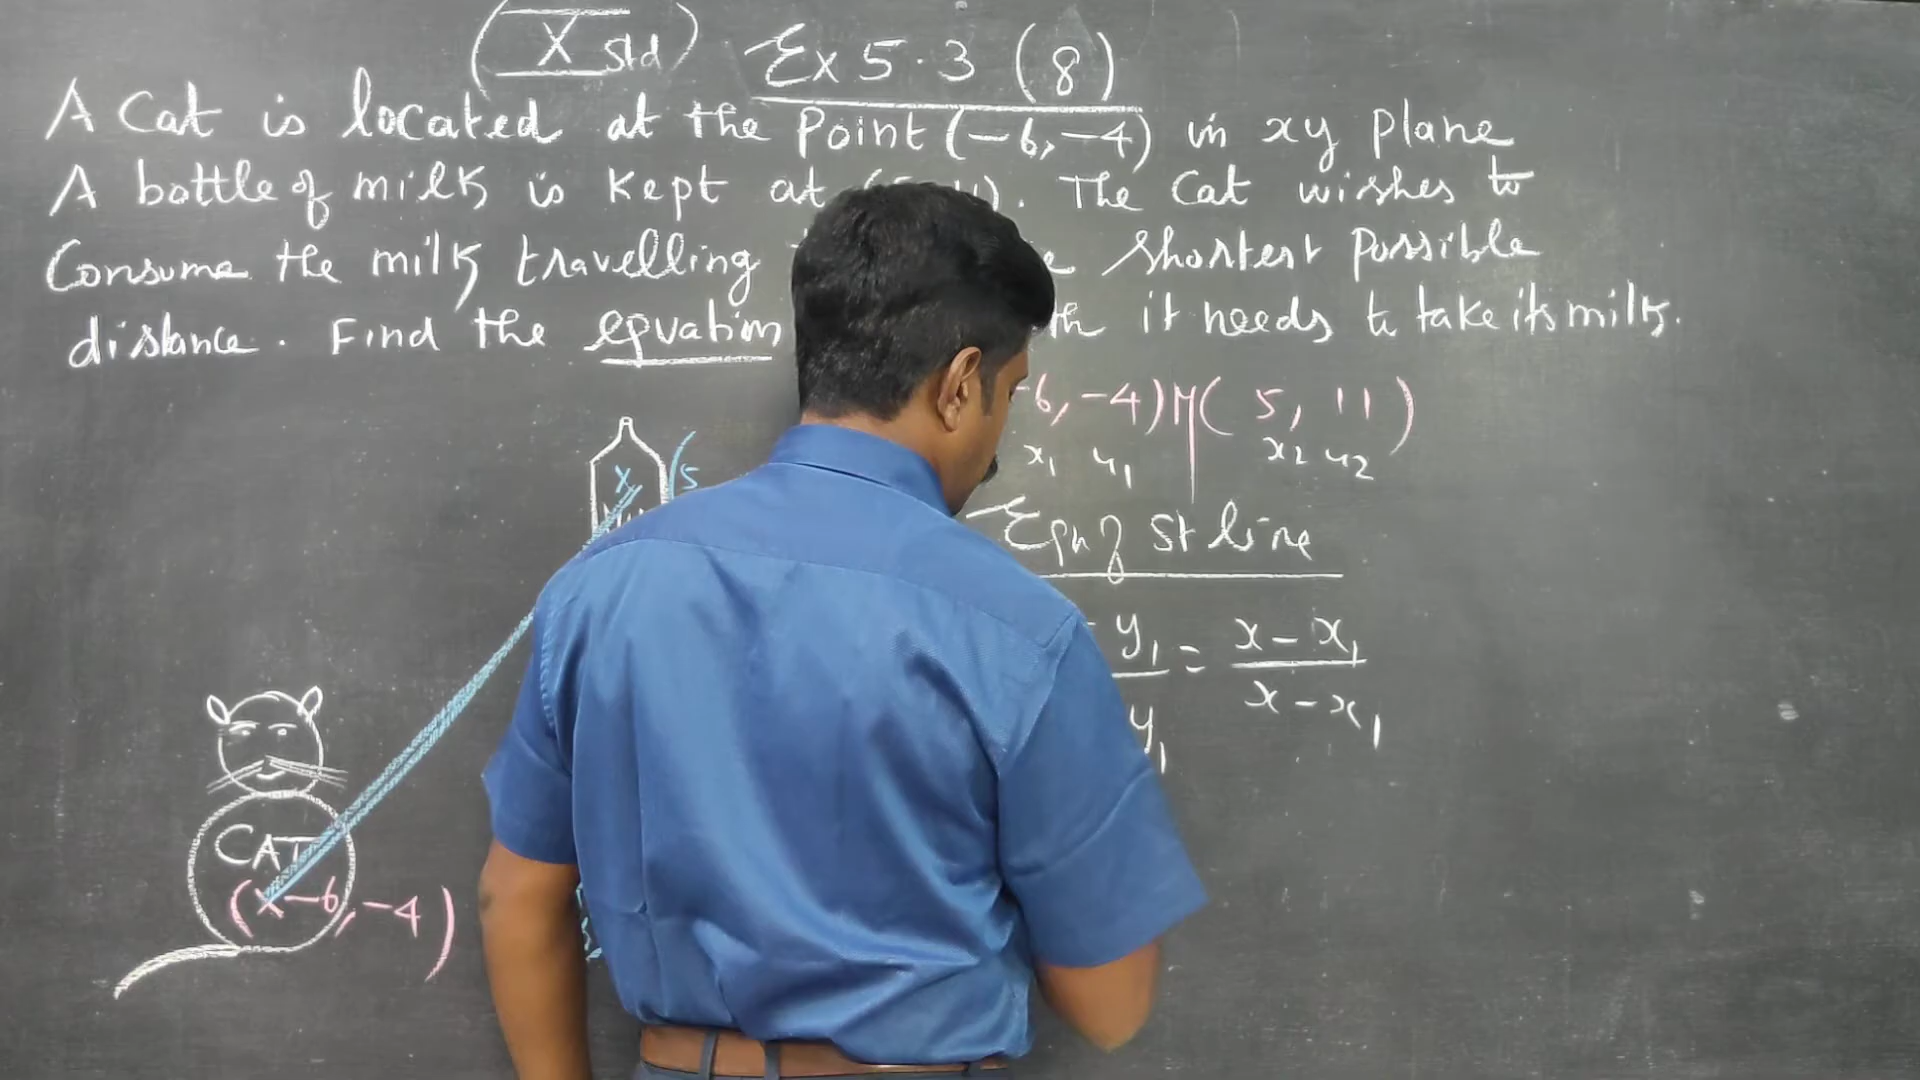 (X Std) Ex 5.3 (8)
A Cat is located at the point (-6, -4) in xy plane
A bottle of milk is kept at . The Cat wishes to
Consume the milk travelling shortest possible
distance. Find the equation it needs to take its milk.
-6, -4) M( 5, 11 )
x1 y1 x2 y2
(5
x
Eqn of St line
- y1 = x - x1
y1 x - x1
CAT
(x-6, -4)